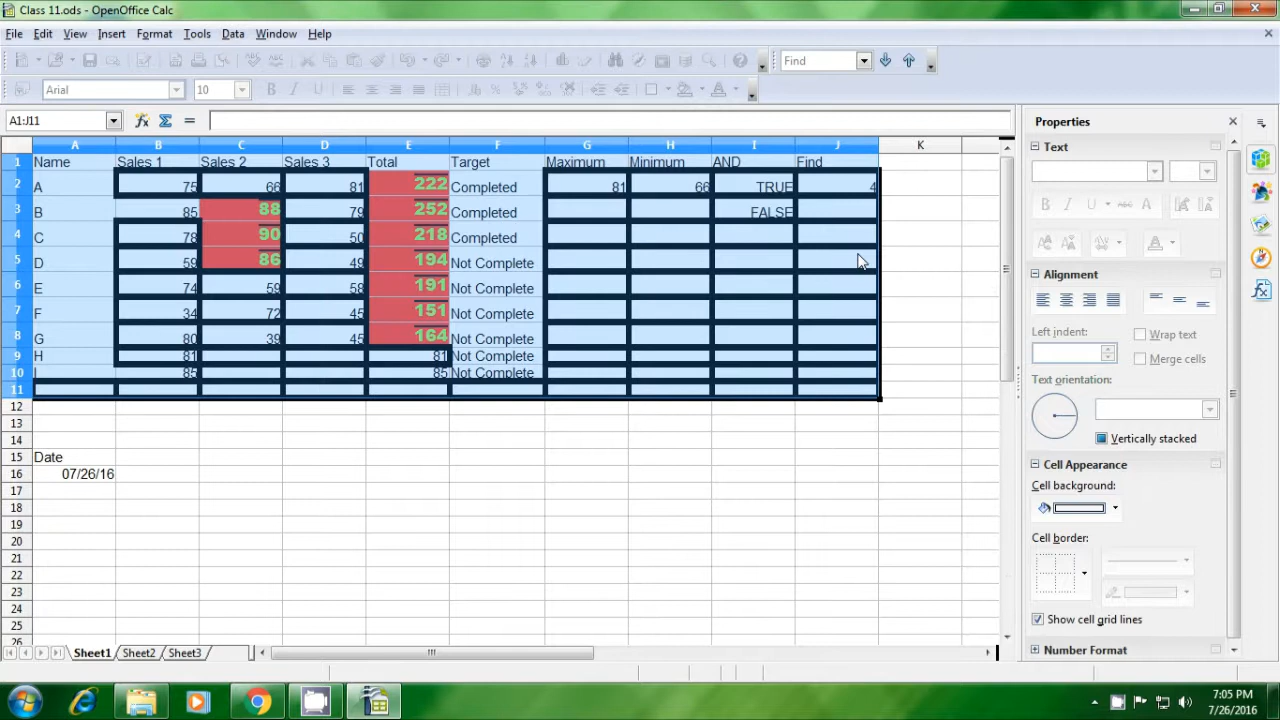 Class 11.ods - OpenOffice Calc
File Edit View Insert Format Tools Data Window Help
Find
Arial 10
A1:J11
A B C D E F G H I J K
1 Name Sales 1 Sales 2 Sales 3 Total Target Maximum Minimum AND Find
2 A 75 66 81 222 Completed 81 66 TRUE 4
3 B 85 88 79 252 Completed FALSE
4 C 78 90 50 218 Completed
5 D 59 86 49 194 Not Complete
6 E 74 59 58 191 Not Complete
7 F 34 72 45 151 Not Complete
8 G 80 39 45 164 Not Complete
9 H 81 81 Not Complete
10 I 85 85 Not Complete
11
12
13
14
15 Date
16 07/26/16
17
18
19
20
21
22
23
24
25
26
Sheet1 Sheet2 Sheet3
Properties
Text
B I U
Alignment
Left indent:
Wrap text
Merge cells
Text orientation:
Vertically stacked
Cell Appearance
Cell background:
Cell border:
Show cell grid lines
Number Format
7:05 PM
7/26/2016